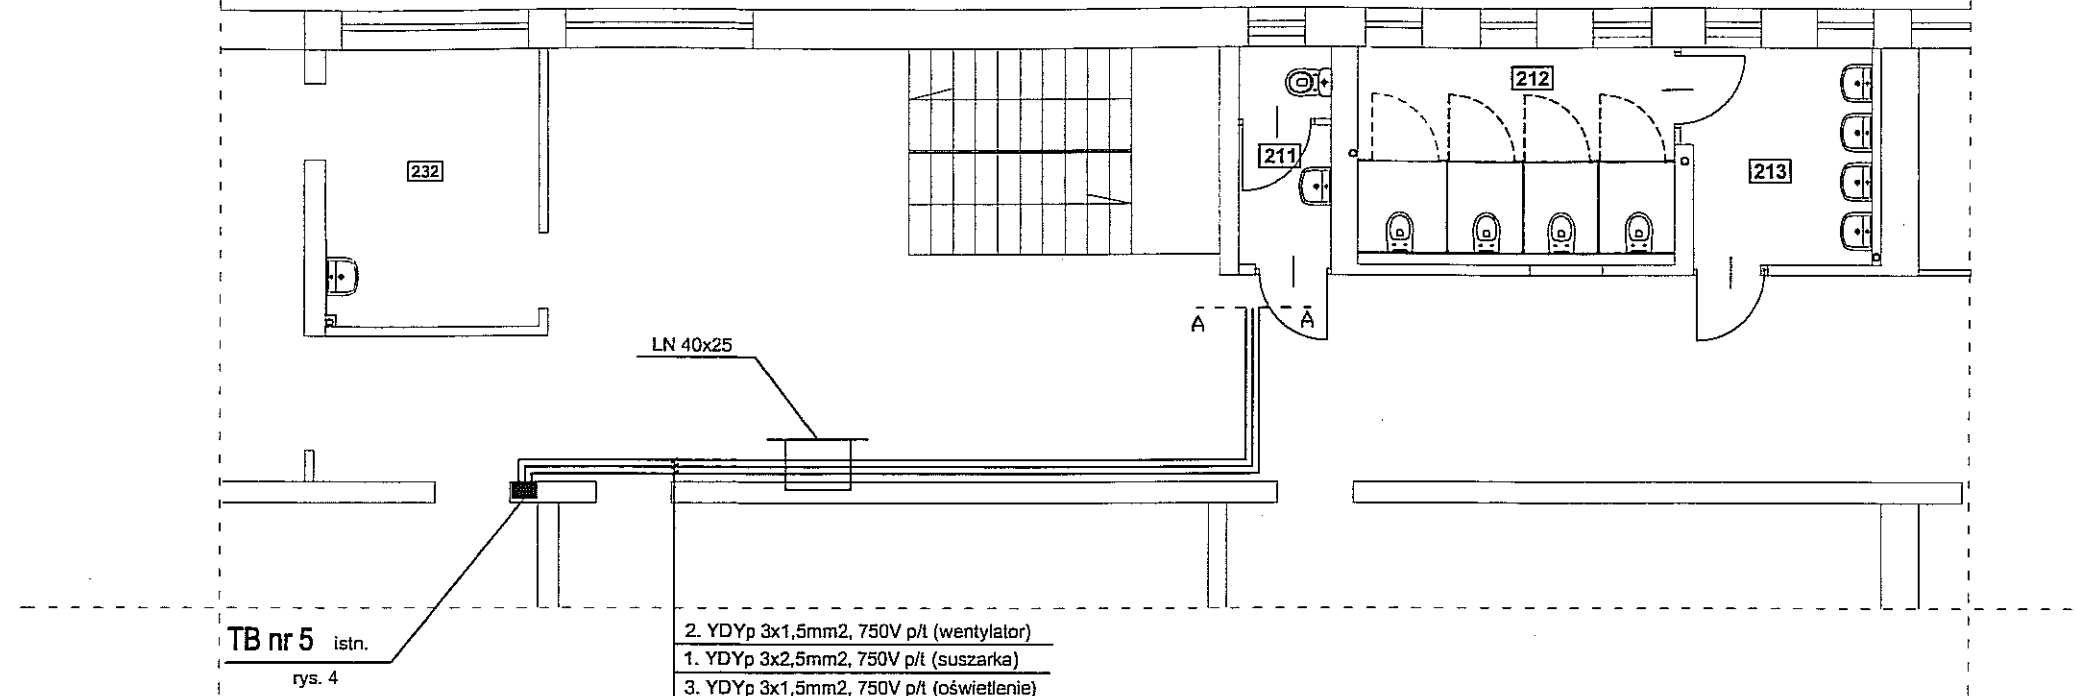 212
211
213
232
A
A
LN 40x25
TB nr 5 istn.
rys. 4
2. YDYp 3x1,5mm2, 750V p/t (wentylator)
1. YDYp 3x2,5mm2, 750V p/t (suszarka)
3. YDYp 3x1,5mm2, 750V p/t (oświetlenie)